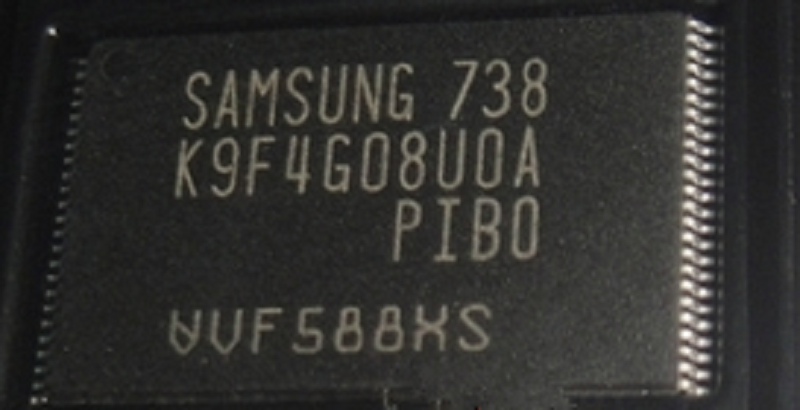 SAMSUNG 738
K9F4G08U0A
PIB0
VVF588XS